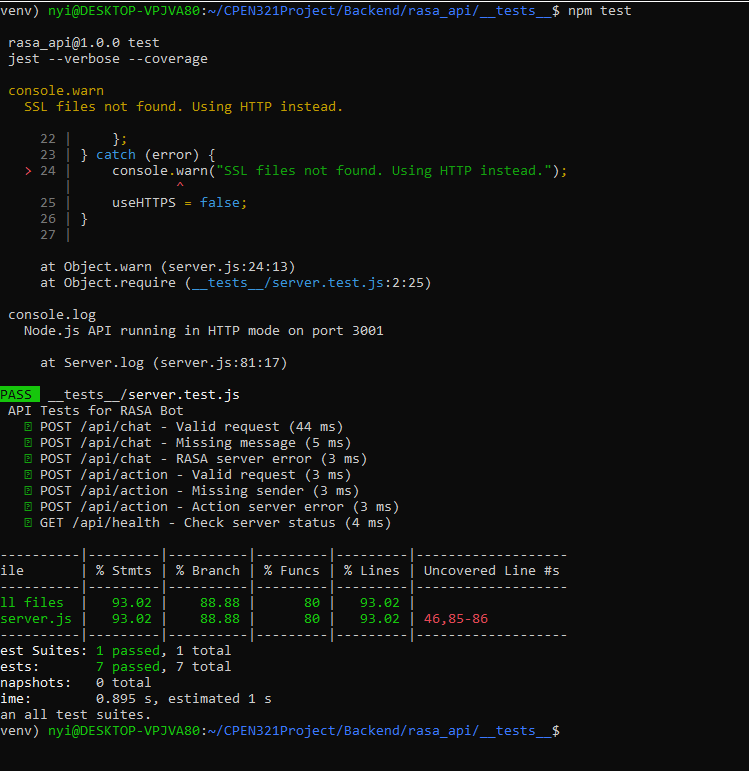 venv) nyi@DESKTOP-VPJVA80:~/CPEN321Project/Backend/rasa_api/__tests__$ npm test
rasa_api@1.0.0 test
jest --verbose --coverage
console.warn
SSL files not found. Using HTTP instead.
22 |     };
23 | } catch (error) {
> 24 |     console.warn("SSL files not found. Using HTTP instead.");
|             ^
25 |     useHTTPS = false;
26 | }
27 |
at Object.warn (server.js:24:13)
at Object.require (__tests__/server.test.js:2:25)
console.log
Node.js API running in HTTP mode on port 3001
at Server.log (server.js:81:17)
PASS __tests__/server.test.js
API Tests for RASA Bot
POST /api/chat - Valid request (44 ms)
POST /api/chat - Missing message (5 ms)
POST /api/chat - RASA server error (3 ms)
POST /api/action - Valid request (3 ms)
POST /api/action - Missing sender (3 ms)
POST /api/action - Action server error (3 ms)
GET /api/health - Check server status (4 ms)
----------|---------|----------|---------|---------|-------------------
ile       | % Stmts | % Branch | % Funcs | % Lines | Uncovered Line #s
----------|---------|----------|---------|---------|-------------------
ll files  |   93.02 |    88.88 |      80 |   93.02 |
server.js |   93.02 |    88.88 |      80 |   93.02 | 46,85-86
----------|---------|----------|---------|---------|-------------------
est Suites: 1 passed, 1 total
ests:       7 passed, 7 total
napshots:   0 total
ime:        0.895 s, estimated 1 s
an all test suites.
venv) nyi@DESKTOP-VPJVA80:~/CPEN321Project/Backend/rasa_api/__tests__$